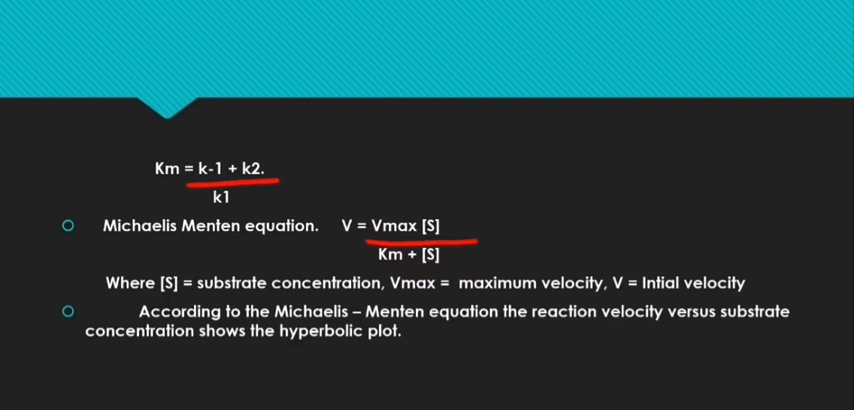 Km = k-1 + k2.
k1
Michaelis Menten equation. V = Vmax [S]
Km + [S]
Where [S] = substrate concentration, Vmax = maximum velocity, V = Intial velocity
According to the Michaelis – Menten equation the reaction velocity versus substrate
concentration shows the hyperbolic plot.